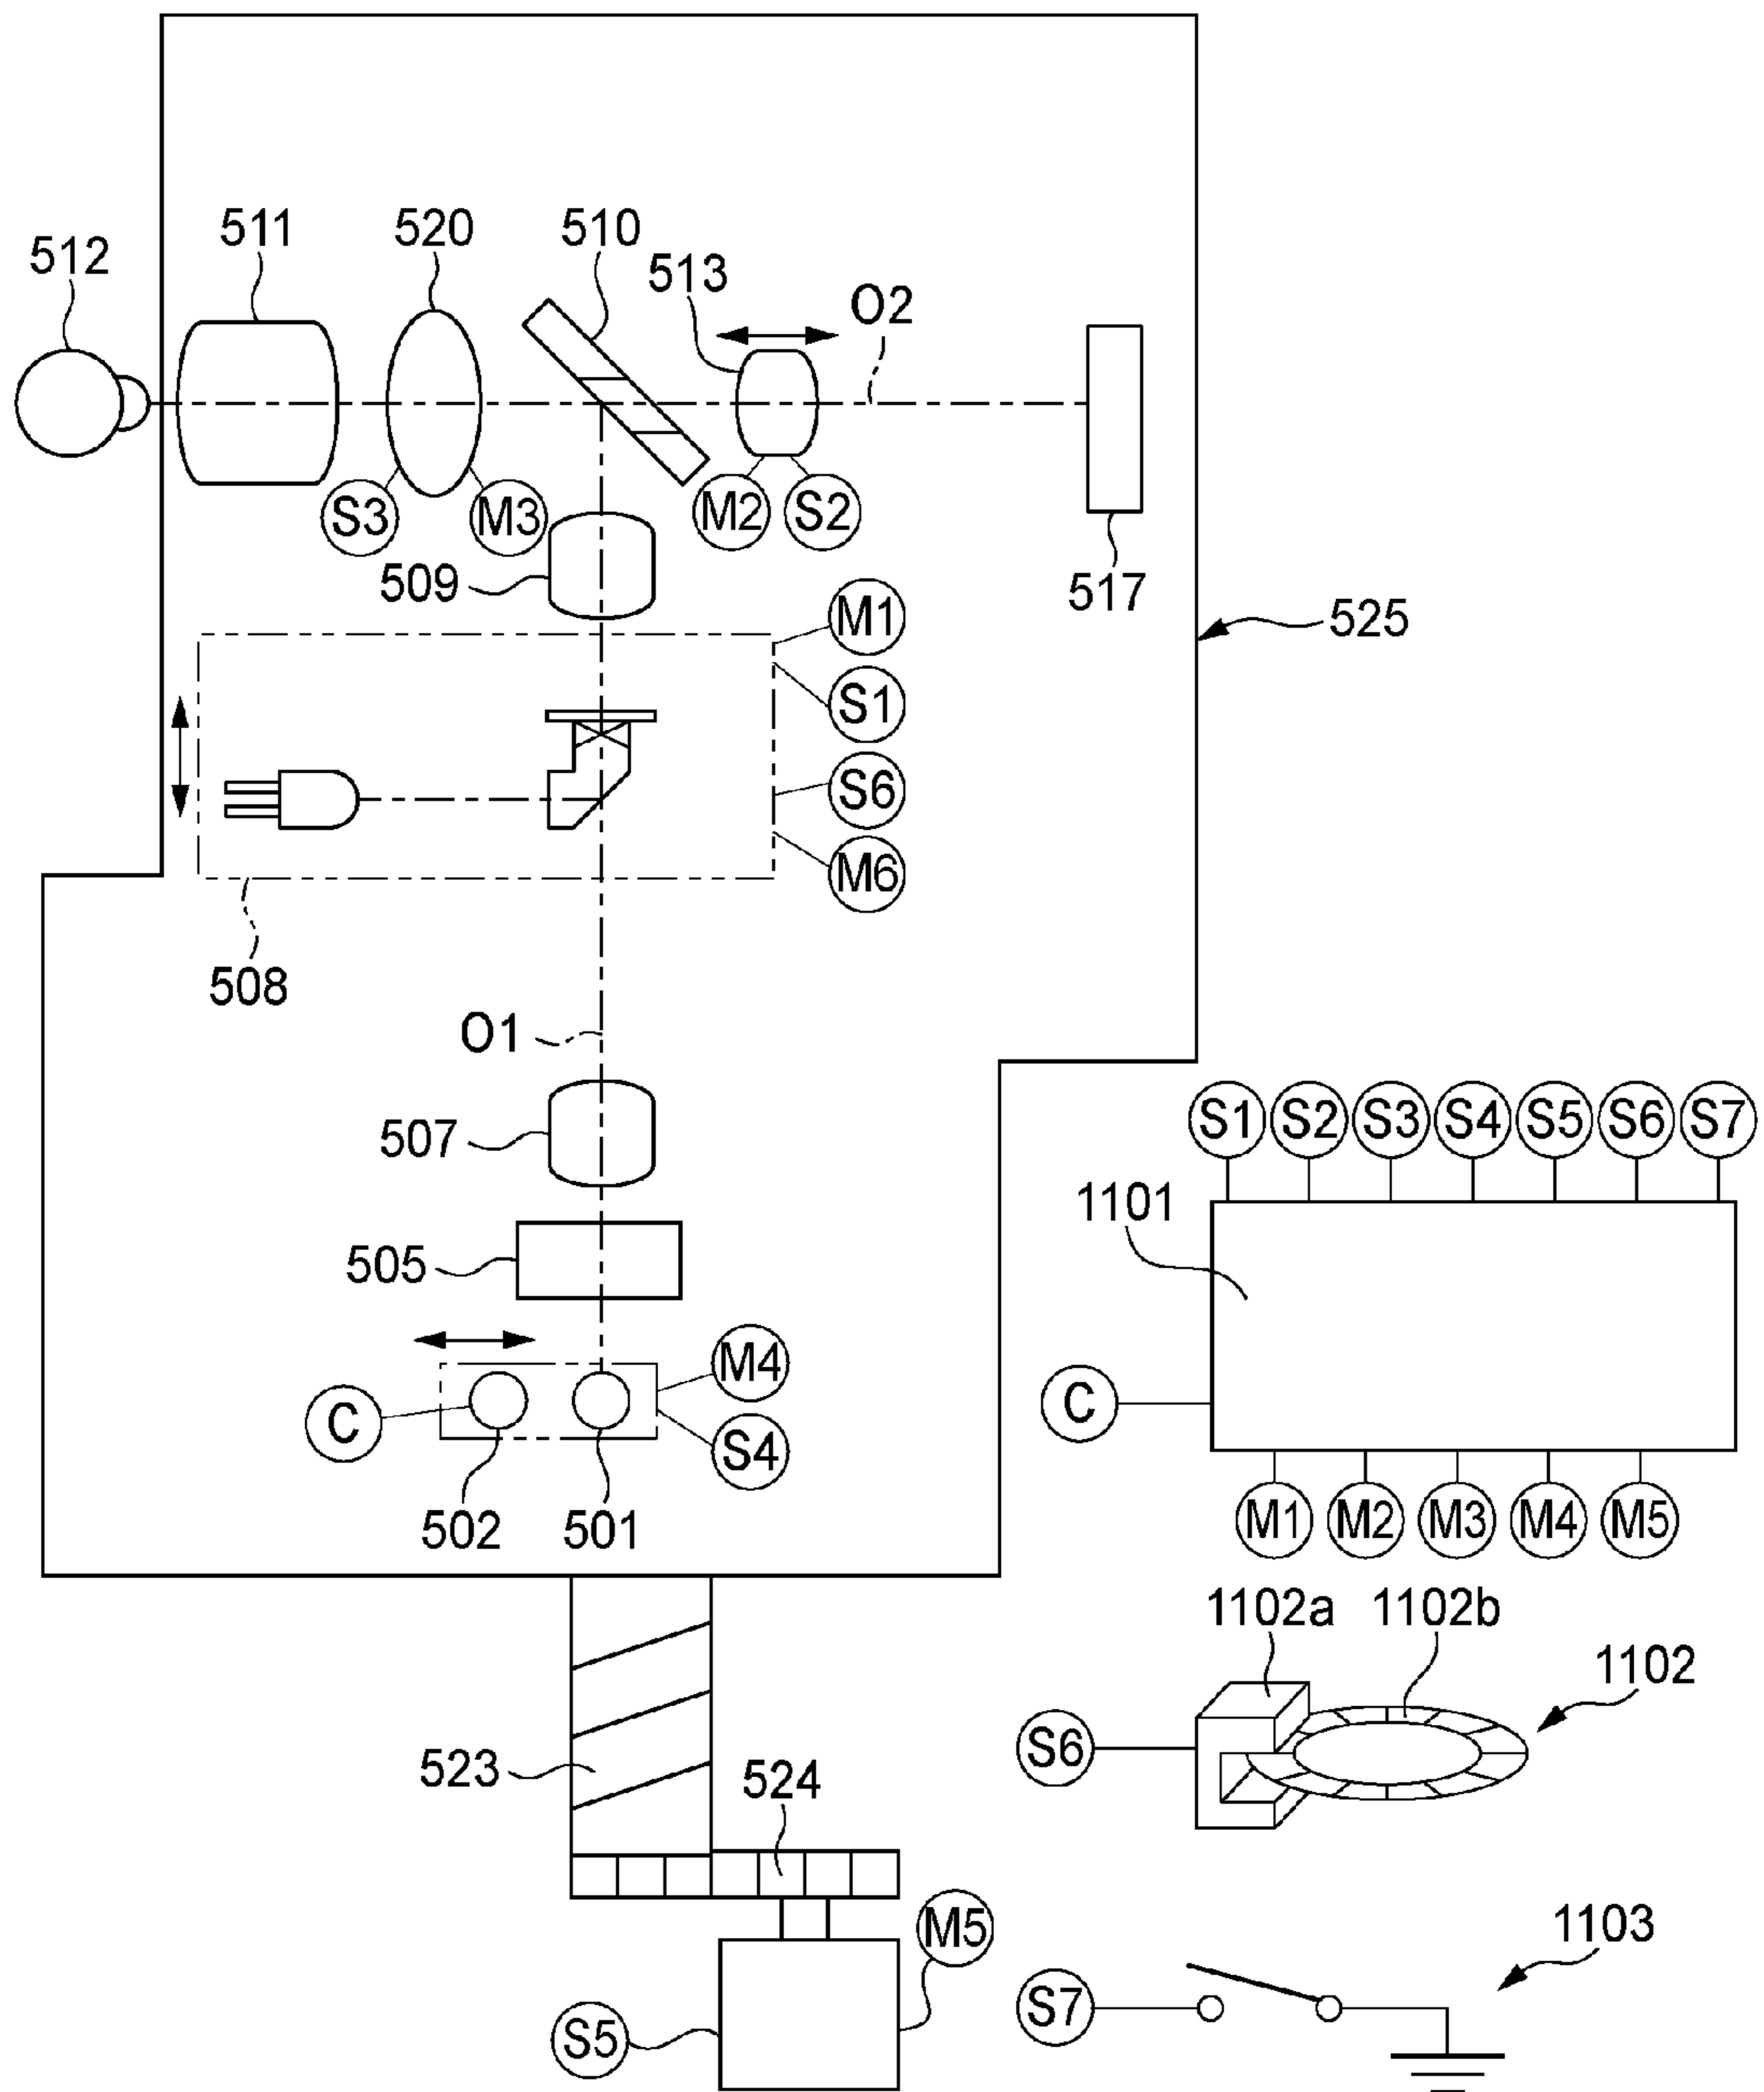 511 520 510
512 513 O2
S3 M3 M2 S2
509 517
M1 525
S1
S6
M6
508
O1
S1 S2 S3 S4 S5 S6 S7
507 1101
505
M4
C C
S4
502 501 M1 M2 M3 M4 M5
1102a 1102b
1102
S6
523 524
M5 1103
S7
S5